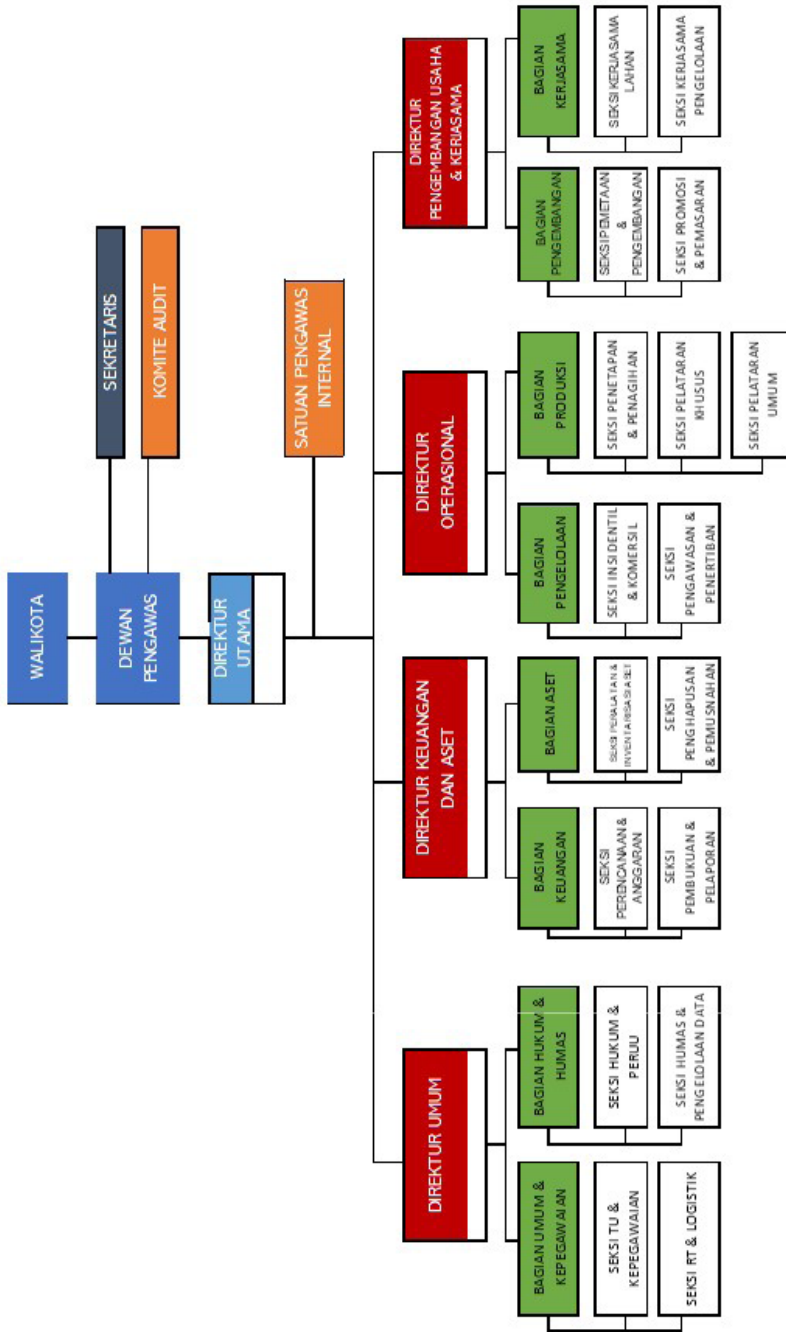 WALIKOTA
DEWAN
PENGAWAS
SEKRETARIS
KOMITE AUDIT
DIREKTUR
UTAMA
SATUAN PENGAWAS
INTERNAL
DIREKTUR UMUM
DIREKTUR KEUANGAN
DAN ASET
DIREKTUR
OPERASIONAL
DIREKTUR
PENGEMBANGAN USAHA
& KERJASAMA
BAGIAN UMUM &
KEPEGAWAIAN
SEKSI TU &
KEPEGAWAIAN
SEKSI RT & LOGISTIK
BAGIAN HUKUM &
HUMAS
SEKSI HUKUM &
PERUU
SEKSI HUMAS &
PENGELOLAAN DATA
BAGIAN
KEUANGAN
SEKSI
PERENCANAAN &
ANGGARAN
SEKSI
PEMBUKUAN &
PELAPORAN
BAGIAN ASET
SEKSI PERALATAN &
INVENTARISASI ASET
SEKSI
PENGHAPUSAN
& PEMUSNAHAN
BAGIAN
PENGELOLAAN
SEKSI INSIDENTIL
& KOMERSIL
SEKSI
PENGAWASAN &
PENERTIBAN
BAGIAN
PRODUKSI
SEKSI PENETAPAN
& PENAGIHAN
SEKSI PELATARAN
KHUSUS
SEKSI PELATARAN
UMUM
BAGIAN
PENGEMBANGAN
SEKSI PEMETAAN
&
PENGEMBANGAN
SEKSI PROMOSI
& PEMASARAN
BAGIAN
KERJASAMA
SEKSI KERJASAMA
LAHAN
SEKSI KERJASAMA
PENGELOLAAN